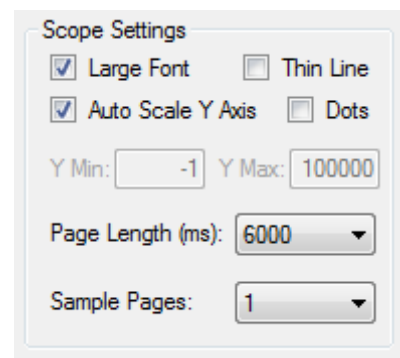 Scope Settings
Large Font Thin Line
Auto Scale Y Axis Dots
Y Min: -1 Y Max: 100000
Page Length (ms): 6000
Sample Pages: 1